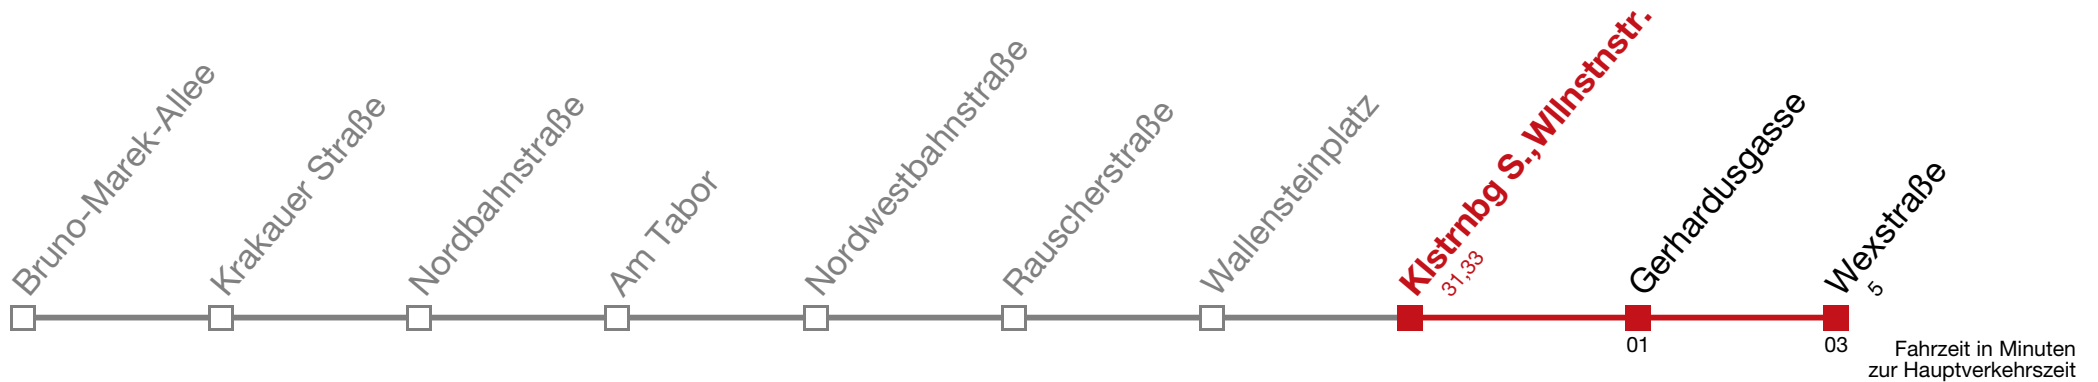 Bruno-Marek-Allee
Krakauer Straße
Nordbahnstraße
Am Tabor
Nordwestbahnstraße
Rauscherstraße
Wallensteinplatz
Klstrnbg S.,Wllnstnstr.
31,33
Gerhardusgasse
Wexstraße
5
01
03
Fahrzeit in Minuten
zur Hauptverkehrszeit